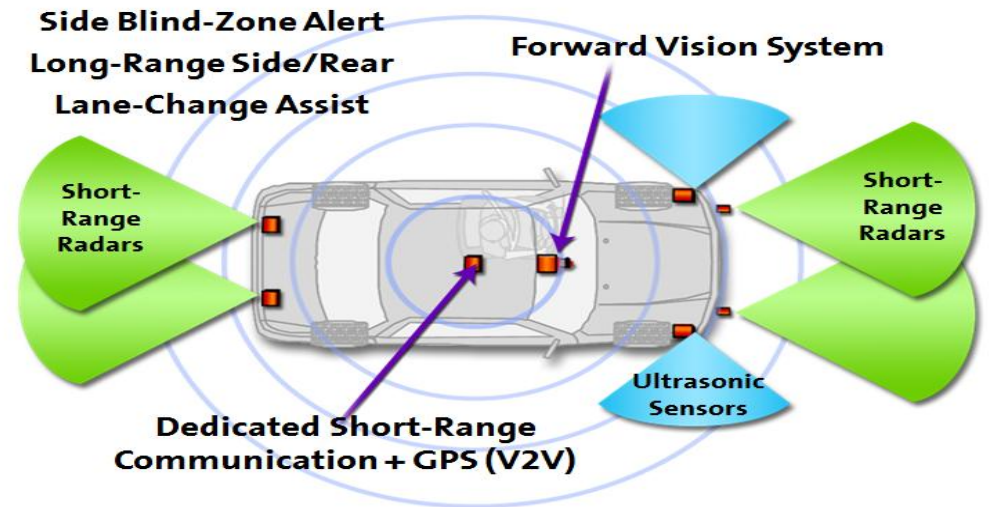 Side Blind-Zone Alert
Long-Range Side/Rear
Lane-Change Assist
Forward Vision System
Short-
Range
Radars
Short-
Range
Radars
Ultrasonic
Sensors
Dedicated Short-Range
Communication + GPS (V2V)